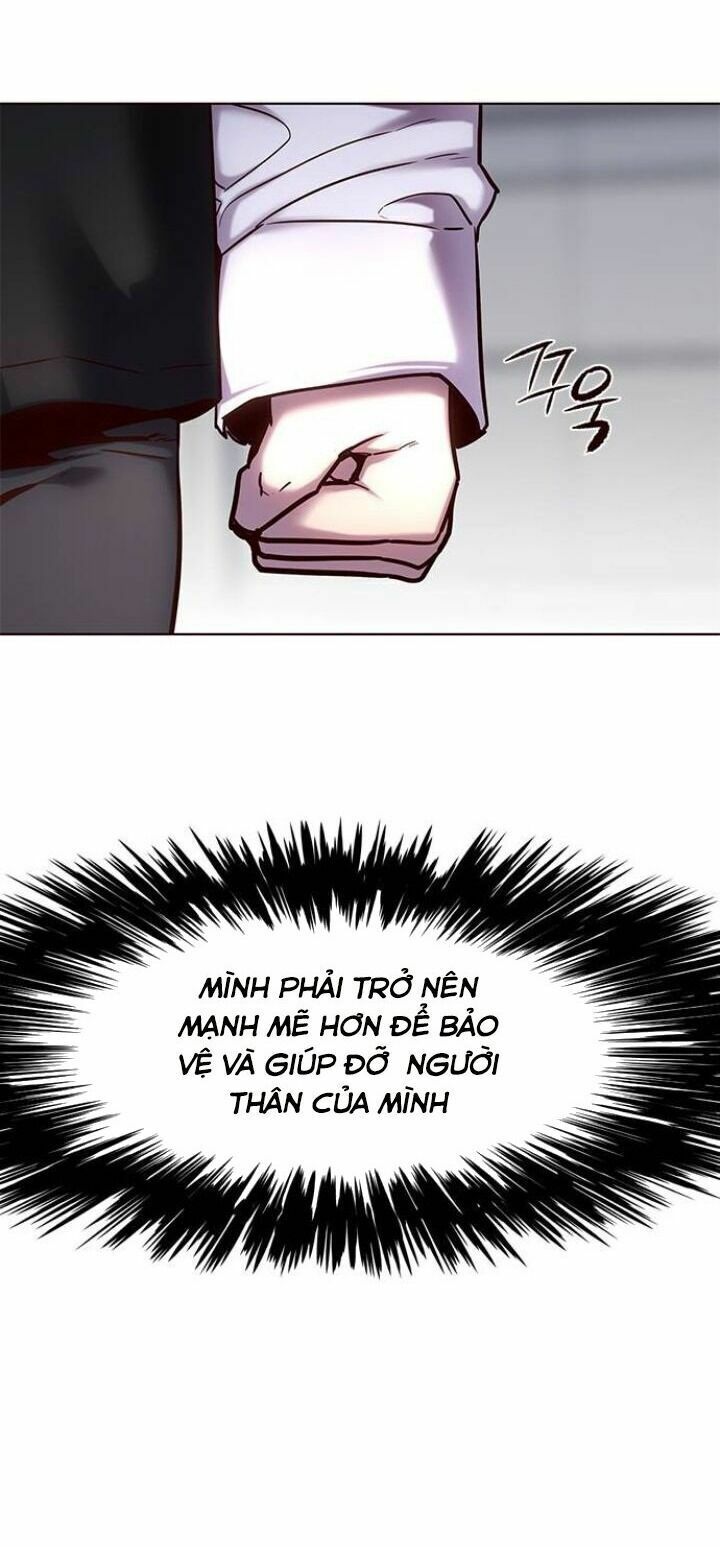 꾸욱
MÌNH PHẢI TRỞ NÊN
MẠNH MẼ HƠN ĐỂ BẢO
VỆ VÀ GIÚP ĐỠ NGƯỜI
THÂN CỦA MÌNH